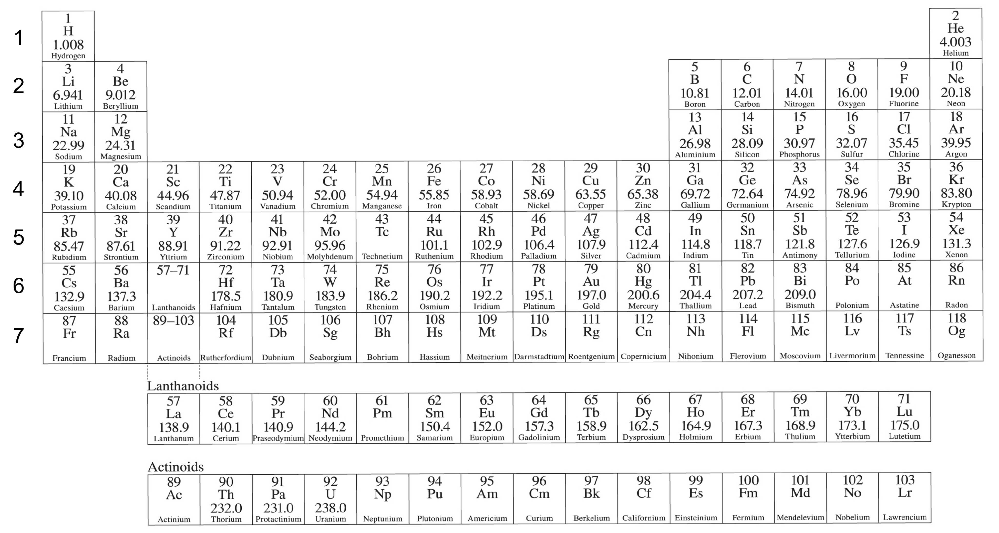 1 2
H He
1 1.008 4.003
Hydrogen Helium
3 4 5 6 7 8 9 10
Li Be B C N O F Ne
2 6.941 9.012 10.81 12.01 14.01 16.00 19.00 20.18
Lithium Beryllium Boron Carbon Nitrogen Oxygen Fluorine Neon
11 12 13 14 15 16 17 18
Na Mg Al Si P S Cl Ar
3 22.99 24.31 26.98 28.09 30.97 32.07 35.45 39.95
Sodium Magnesium Aluminium Silicon Phosphorus Sulfur Chlorine Argon
19 20 21 22 23 24 25 26 27 28 29 30 31 32 33 34 35 36
K Ca Sc Ti V Cr Mn Fe Co Ni Cu Zn Ga Ge As Se Br Kr
4 39.10 40.08 44.96 47.87 50.94 52.00 54.94 55.85 58.93 58.69 63.55 65.38 69.72 72.64 74.92 78.96 79.90 83.80
Potassium Calcium Scandium Titanium Vanadium Chromium Manganese Iron Cobalt Nickel Copper Zinc Gallium Germanium Arsenic Selenium Bromine Krypton
37 38 39 40 41 42 43 44 45 46 47 48 49 50 51 52 53 54
Rb Sr Y Zr Nb Mo Tc Ru Rh Pd Ag Cd In Sn Sb Te I Xe
5 85.47 87.61 88.91 91.22 92.91 95.96 101.1 102.9 106.4 107.9 112.4 114.8 118.7 121.8 127.6 126.9 131.3
Rubidium Strontium Yttrium Zirconium Niobium Molybdenum Technetium Ruthenium Rhodium Palladium Silver Cadmium Indium Tin Antimony Tellurium Iodine Xenon
55 56 57–71 72 73 74 75 76 77 78 79 80 81 82 83 84 85 86
Cs Ba Hf Ta W Re Os Ir Pt Au Hg Tl Pb Bi Po At Rn
6 132.9 137.3 178.5 180.9 183.9 186.2 190.2 192.2 195.1 197.0 200.6 204.4 207.2 209.0
Caesium Barium Lanthanoids Hafnium Tantalum Tungsten Rhenium Osmium Iridium Platinum Gold Mercury Thallium Lead Bismuth Polonium Astatine Radon
87 88 89–103 104 105 106 107 108 109 110 111 112 113 114 115 116 117 118
7 Fr Ra Rf Db Sg Bh Hs Mt Ds Rg Cn Nh Fl Mc Lv Ts Og
Francium Radium Actinoids Rutherfordium Dubnium Seaborgium Bohrium Hassium Meitnerium Darmstadtium Roentgenium Copernicium Nihonium Flerovium Moscovium Livermorium Tennessine Oganesson
Lanthanoids
57 58 59 60 61 62 63 64 65 66 67 68 69 70 71
La Ce Pr Nd Pm Sm Eu Gd Tb Dy Ho Er Tm Yb Lu
138.9 140.1 140.9 144.2 150.4 152.0 157.3 158.9 162.5 164.9 167.3 168.9 173.1 175.0
Lanthanum Cerium Praseodymium Neodymium Promethium Samarium Europium Gadolinium Terbium Dysprosium Holmium Erbium Thulium Ytterbium Lutetium
Actinoids
89 90 91 92 93 94 95 96 97 98 99 100 101 102 103
Ac Th Pa U Np Pu Am Cm Bk Cf Es Fm Md No Lr
232.0 231.0 238.0
Actinium Thorium Protactinium Uranium Neptunium Plutonium Americium Curium Berkelium Californium Einsteinium Fermium Mendelevium Nobelium Lawrencium